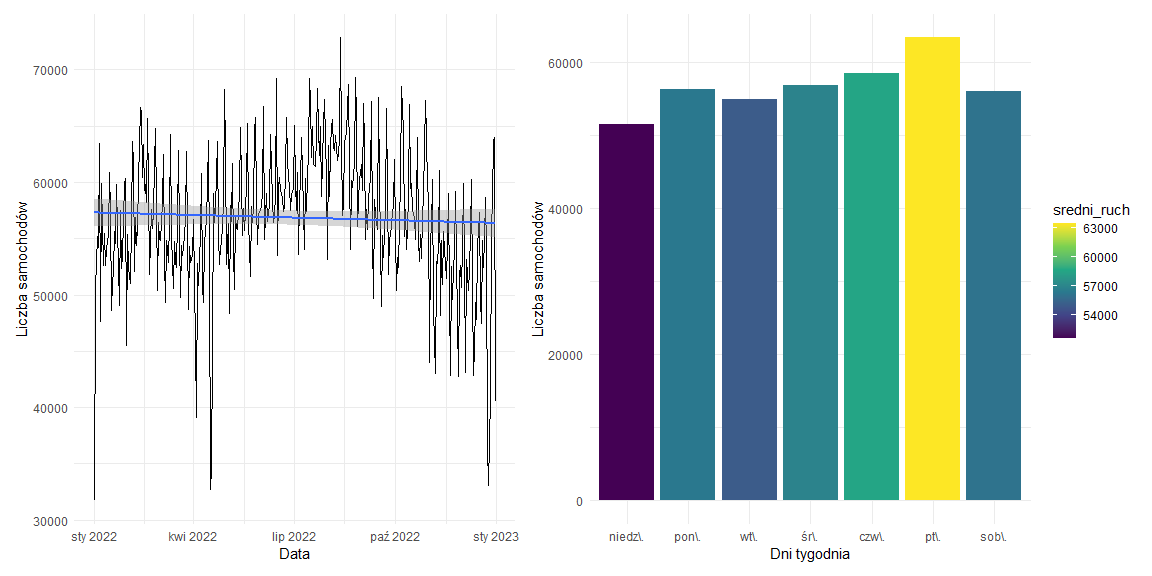 Liczba samochodów
70000
60000
50000
40000
30000
sty 2022
kwi 2022
lip 2022
paź 2022
sty 2023
Data
Liczba samochodów
60000
40000
20000
0
niedz\.
pon\.
wt\.
śr\.
czw\.
pt\.
sob\.
Dni tygodnia
sredni_ruch
63000
60000
57000
54000